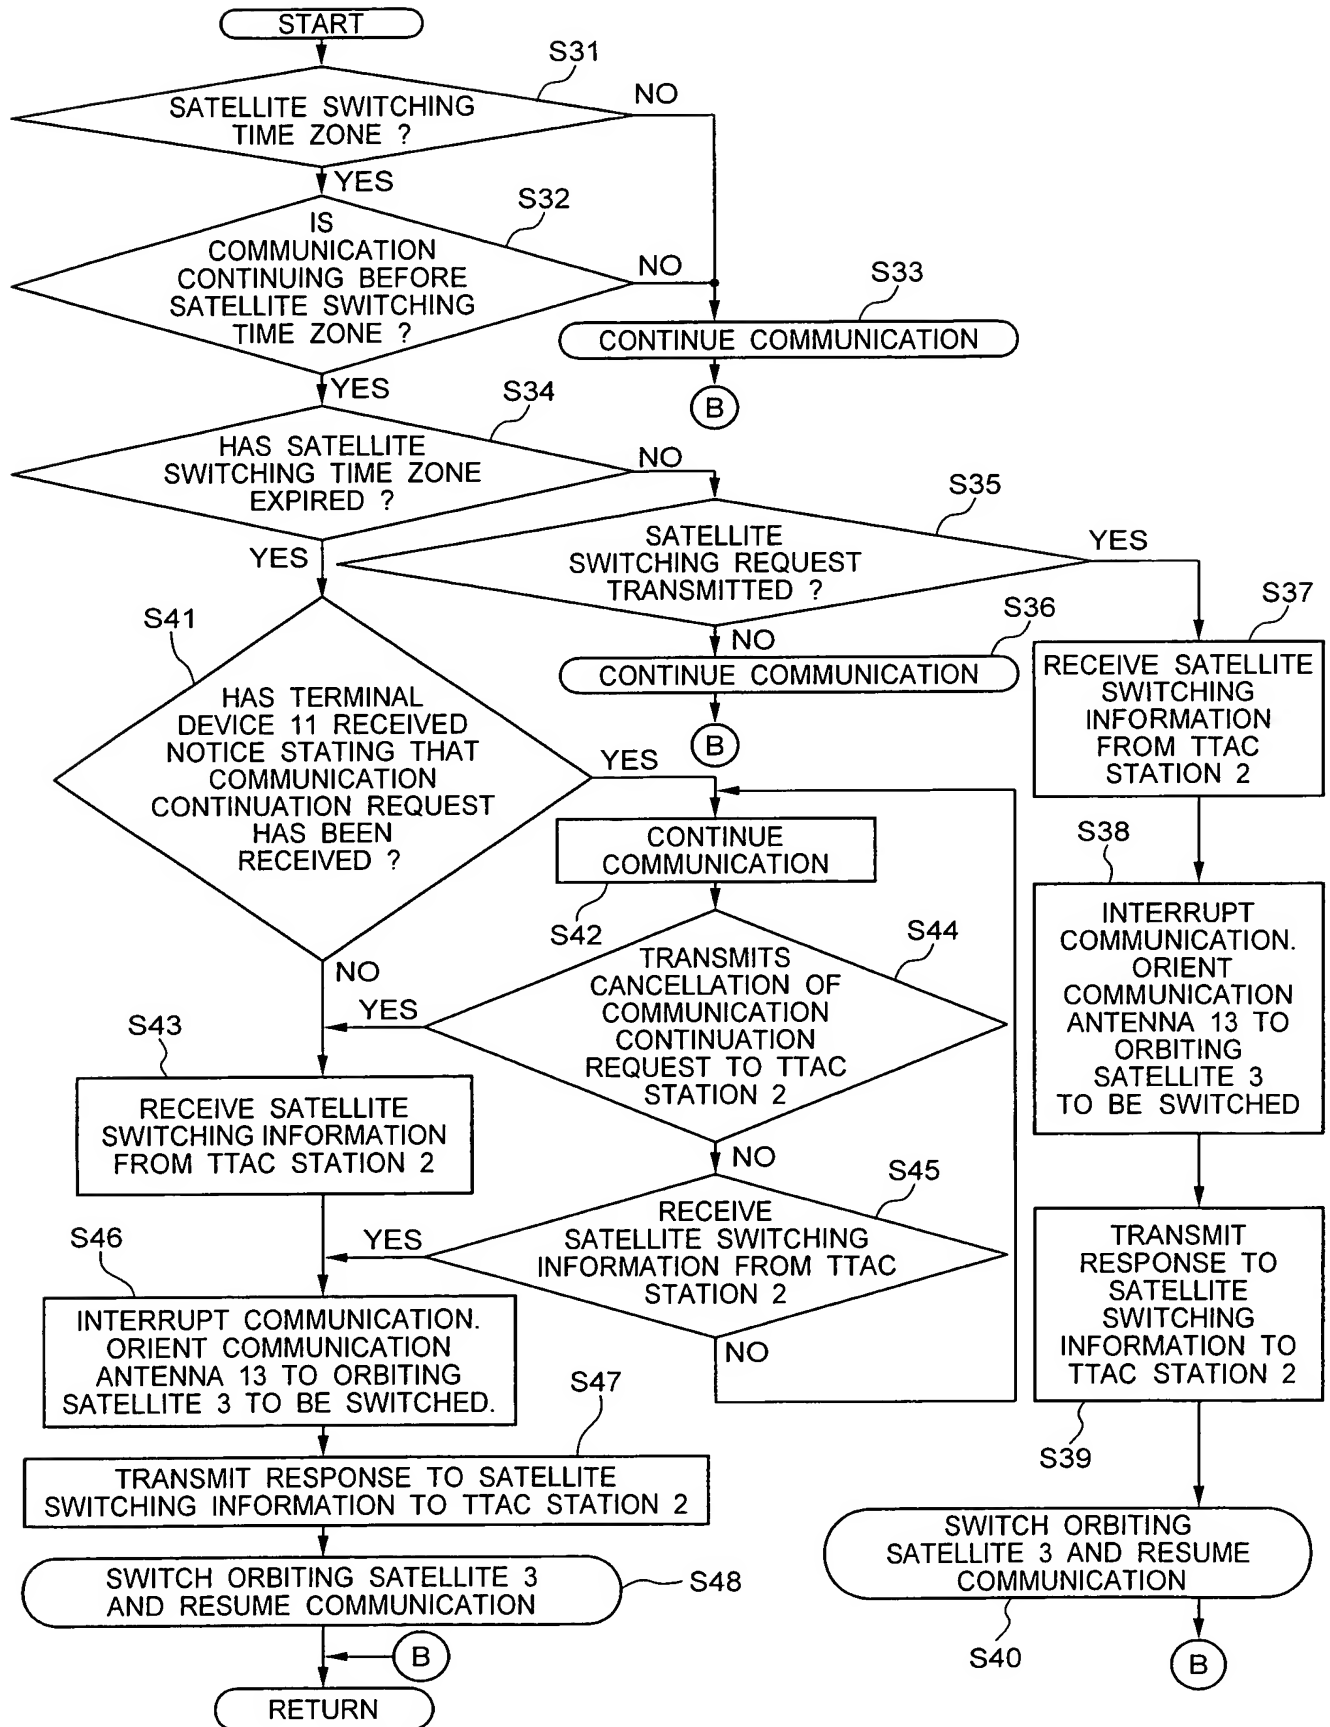 START
S31
SATELLITE SWITCHING
TIME ZONE ?
NO
YES
S32
IS
COMMUNICATION
CONTINUING BEFORE
SATELLITE SWITCHING
TIME ZONE ?
NO
S33
CONTINUE COMMUNICATION
B
YES
S34
HAS SATELLITE
SWITCHING TIME ZONE
EXPIRED ?
NO
S35
SATELLITE
SWITCHING REQUEST
TRANSMITTED ?
YES
YES
S36
NO
CONTINUE COMMUNICATION
B
S37
RECEIVE SATELLITE
SWITCHING
INFORMATION
FROM TTAC
STATION 2
S41
HAS TERMINAL
DEVICE 11 RECEIVED
NOTICE STATING THAT
COMMUNICATION
CONTINUATION REQUEST
HAS BEEN
RECEIVED ?
YES
CONTINUE
COMMUNICATION
S42
S38
INTERRUPT
COMMUNICATION.
ORIENT
COMMUNICATION
ANTENNA 13 TO
ORBITING
SATELLITE 3
TO BE SWITCHED
NO
S44
TRANSMITS
CANCELLATION OF
COMMUNICATION
CONTINUATION
REQUEST TO TTAC
STATION 2
YES
S43
RECEIVE SATELLITE
SWITCHING INFORMATION
FROM TTAC STATION 2
NO
S45
RECEIVE
SATELLITE SWITCHING
INFORMATION FROM TTAC
STATION 2
YES
NO
S46
INTERRUPT COMMUNICATION.
ORIENT COMMUNICATION
ANTENNA 13 TO ORBITING
SATELLITE 3 TO BE SWITCHED.
TRANSMIT
RESPONSE TO
SATELLITE
SWITCHING
INFORMATION TO
TTAC STATION 2
S39
S47
TRANSMIT RESPONSE TO SATELLITE
SWITCHING INFORMATION TO TTAC STATION 2
SWITCH ORBITING
SATELLITE 3 AND RESUME
COMMUNICATION
S40
B
SWITCH ORBITING SATELLITE 3
AND RESUME COMMUNICATION
S48
B
RETURN